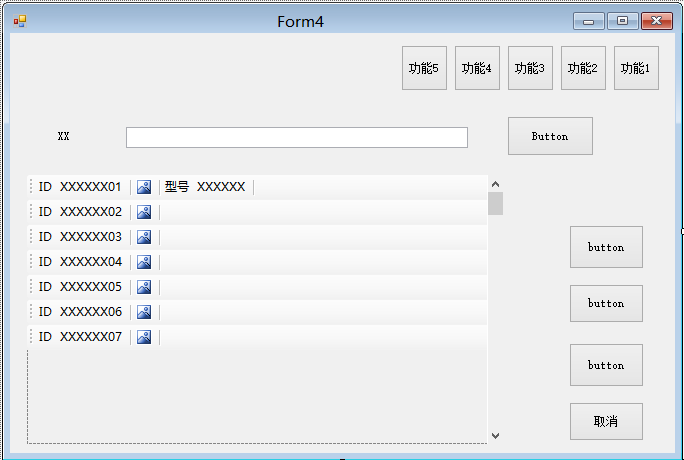 Form4
功能5 功能4 功能3 功能2 功能1
XX Button
ID XXXXXX01 型号 XXXXXX
ID XXXXXX02
ID XXXXXX03
ID XXXXXX04
ID XXXXXX05
ID XXXXXX06
ID XXXXXX07
button
button
button
取消